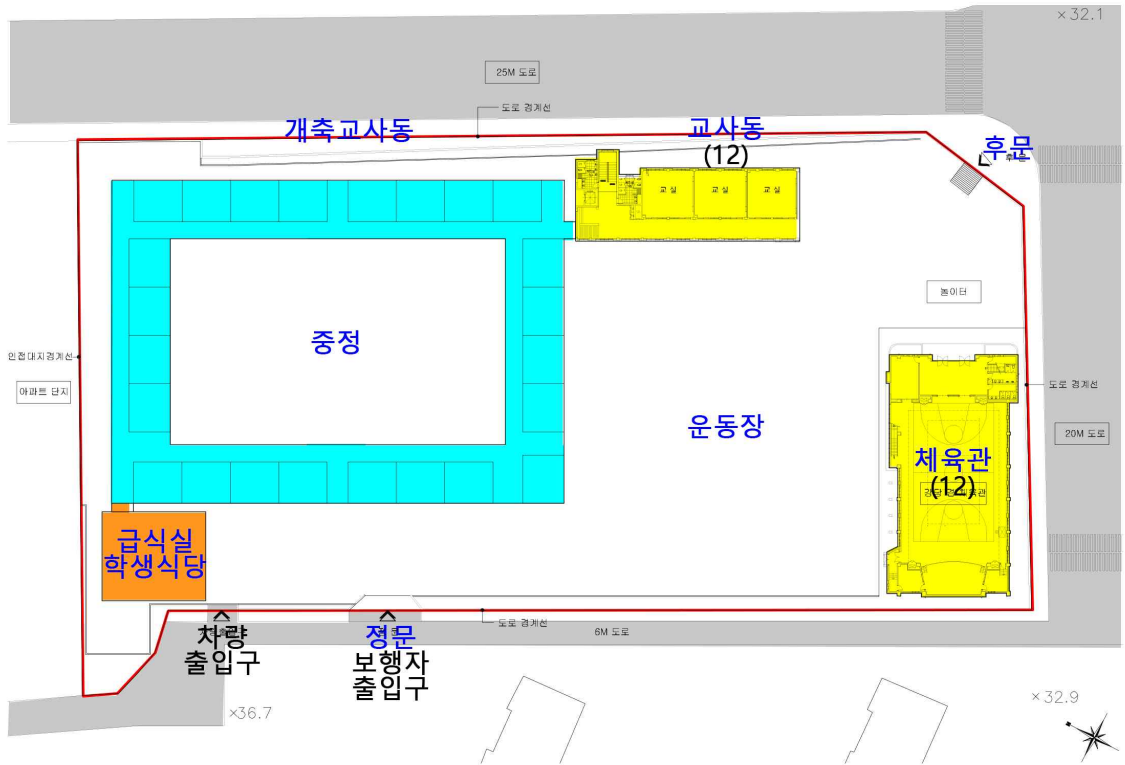 ×32.1
25M 도로
도로 경계선
개축교사동
교사동
(12)
후문
교 실
교 실
교 실
놀이터
중정
인접대지경계선
아파트 단지
도로 경계선
운동장
20M 도로
체육관
(12)
급식실
학생식당
차량
출입구
정문
보행자
출입구
도로 경계선
6M 도로
×36.7
×32.9